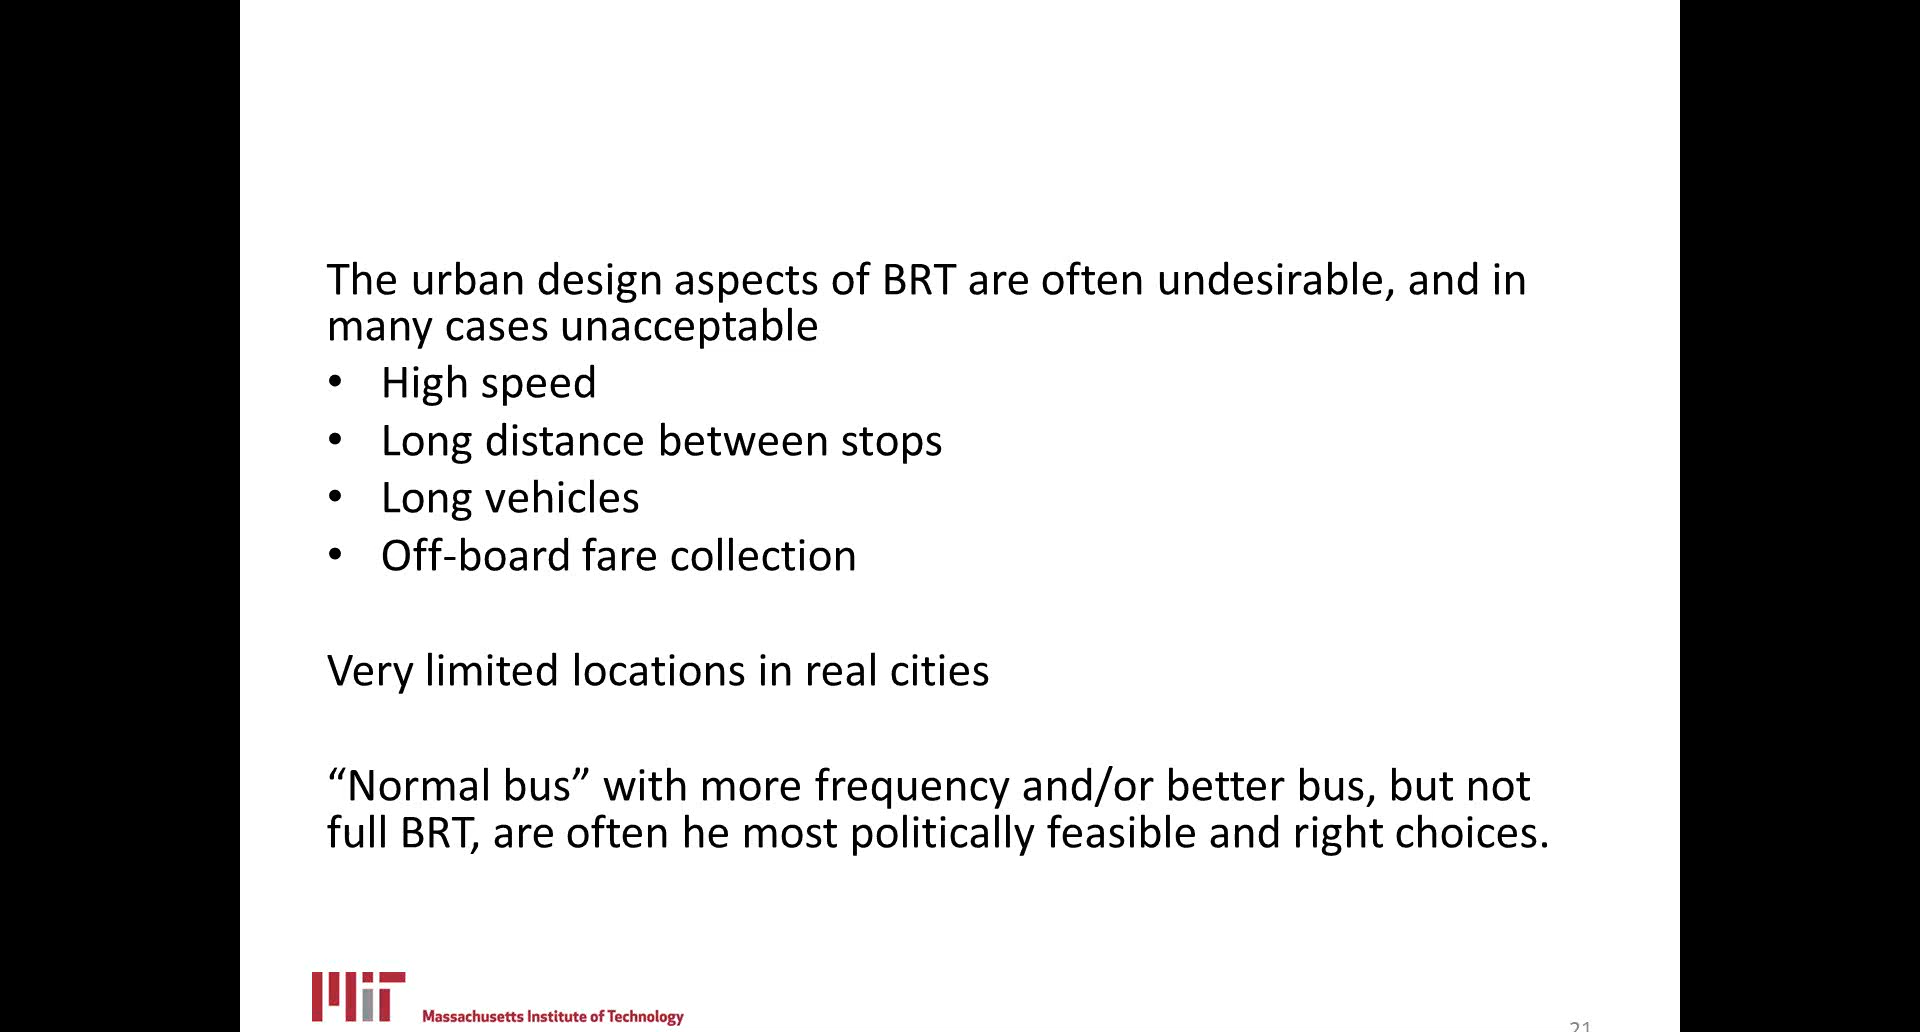 The urban design aspects of BRT are often undesirable, and in
many cases unacceptable
• High speed
• Long distance between stops
• Long vehicles
• Off-board fare collection
Very limited locations in real cities
“Normal bus” with more frequency and/or better bus, but not
full BRT, are often he most politically feasible and right choices.
MiT
Massachusetts Institute of Technology
21